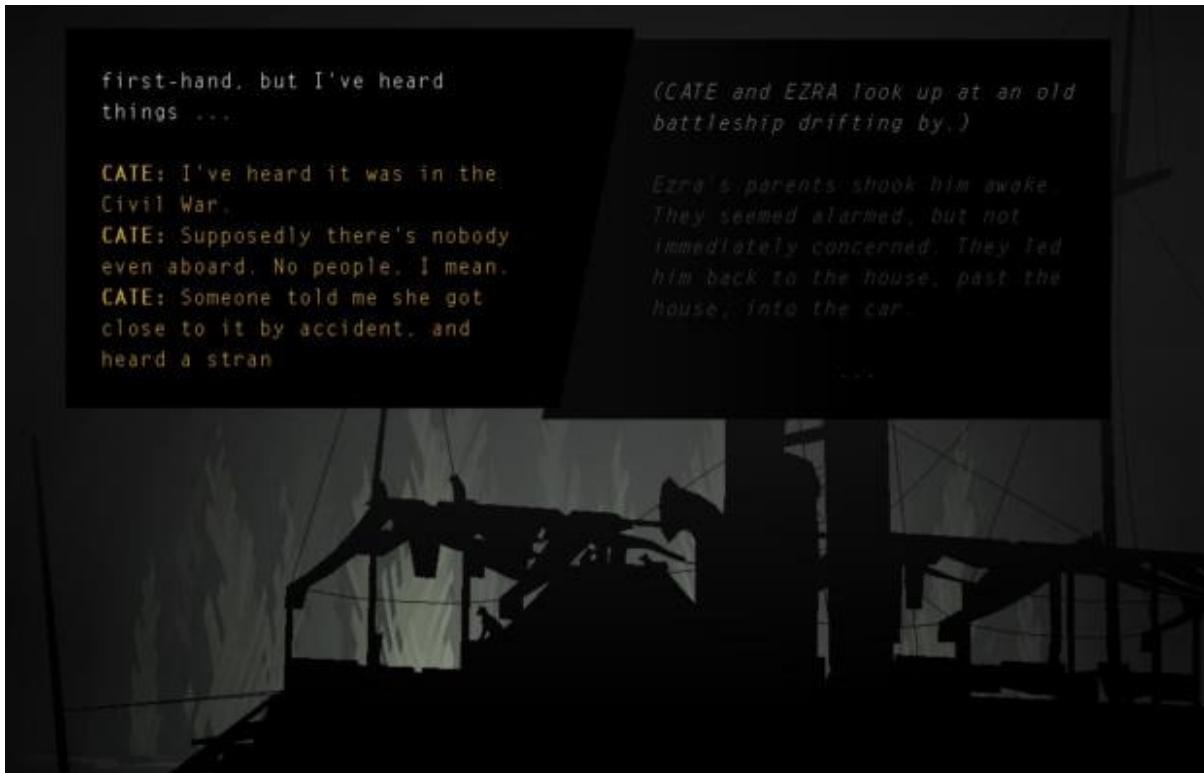 first-hand, but I've heard
things ...
CATE: I've heard it was in the
Civil War.
CATE: Supposedly there's nobody
even aboard. No people, I mean.
CATE: Someone told me she got
close to it by accident, and
heard a stran
(CATE and EZRA look up at an old
battleship drifting by.)
Ezra's parents shook him awake.
They seemed alarmed, but not
immediately concerned. They led
him back to the house, past the
house, into the car.
...